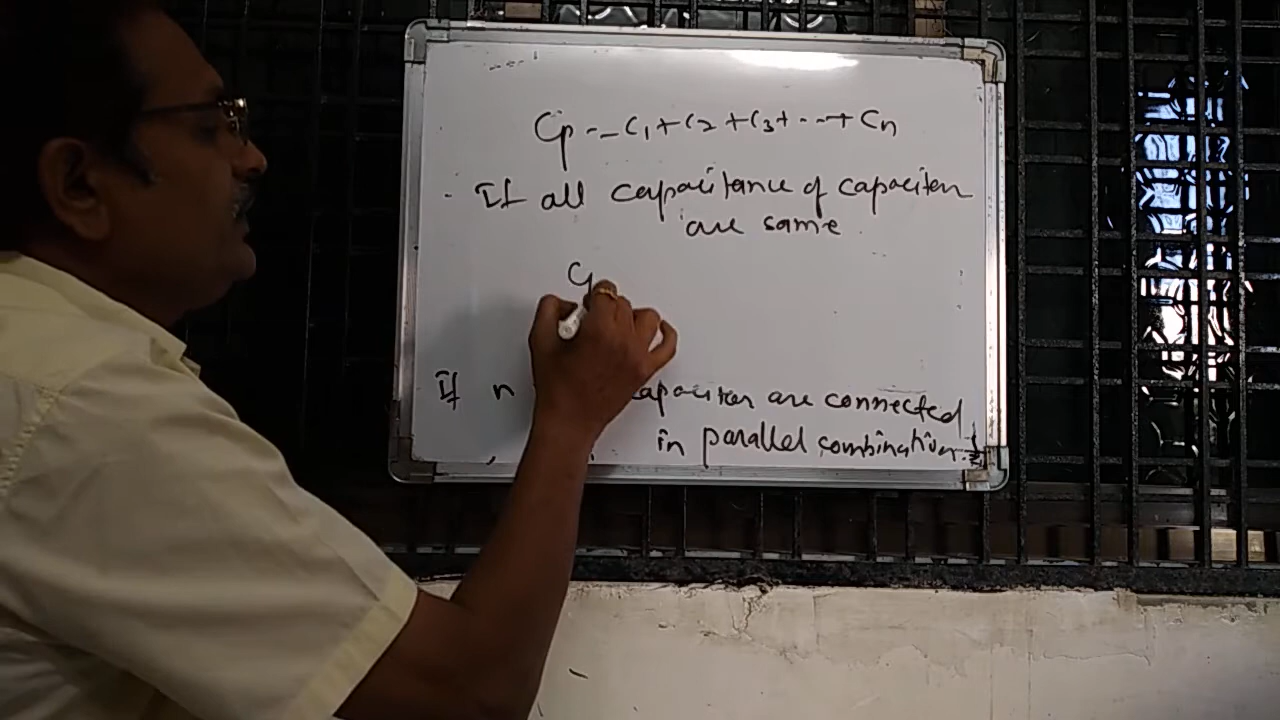 Cp = C1 + C2 + C3 + ... + Cn
If all capacitance of capacitor
are same.
C
If n capacitor are connected
in parallel combination